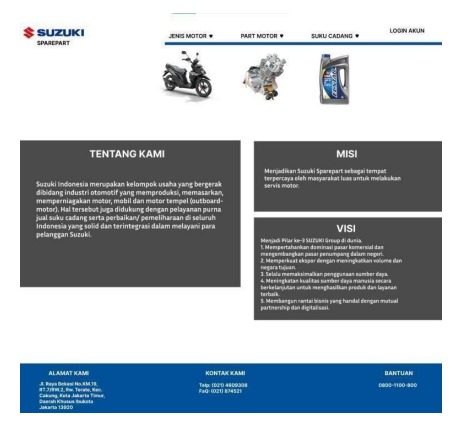 SUZUKI
SPAREPART
JENIS MOTOR ▼
PART MOTOR ▼
SUKU CADANG ▼
LOGIN AKUN
TENTANG KAMI
Suzuki Indonesia merupakan kelompok usaha yang bergerak
dibidang industri otomotif yang memproduksi, memasarkan,
memperniagakan motor, mobil dan motor tempel (outboard-
motor). Hal tersebut juga didukung dengan pelayanan purna
jual suku cadang serta perbaikan/ pemeliharaan di seluruh
Indonesia yang solid dan terintegrasi dalam melayani para
pelanggan Suzuki.
MISI
Menjadikan Suzuki Sparepart sebagai tempat
terpercaya oleh masyarakat luas untuk melakukan
servis motor.
VISI
Menjadi Pilar ke-3 SUZUKI Group di dunia.
1. Mempertahankan dominasi pasar komersial dan
mengembangkan pasar penumpang dalam negeri.
2. Memperkuat ekspor dengan meningkatkan volume dan
negara tujuan.
3. Selalu memaksimalkan penggunaan sumber daya.
4. Meningkatan kualitas sumber daya manusia secara
berkelanjutan untuk menghasilkan produk dan layanan
terbaik.
5. Membangun rantai bisnis yang handal dengan mutual
partnership dan digitalisasi.
ALAMAT KAMI
Jl. Raya Bekasi No.KM.19,
RT.7/RW.2, Rw. Terate, Kec.
Cakung, Kota Jakarta Timur,
Daerah Khusus Ibukota
Jakarta 13920
KONTAK KAMI
Telp: (021) 4609308
FaQ: (021) 874521
BANTUAN
0800-1100-800